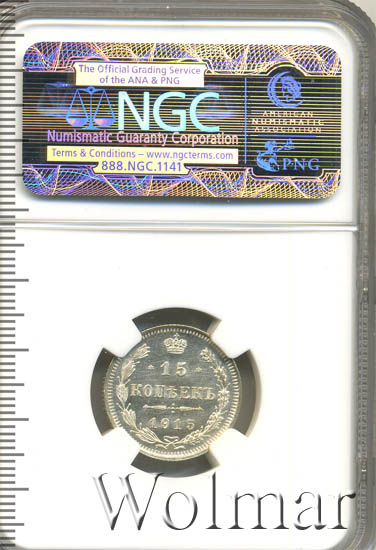 The Official Grading Service
of the ANA & PNG
NGC
Numismatic Guaranty Corporation
Terms & Conditions – www.ngcterms.com
888.NGC.1141
AMERICAN
NUMISMATIC
ASSOCIATION
PNG
15
КОПѢЕКЪ
1915
Wolmar